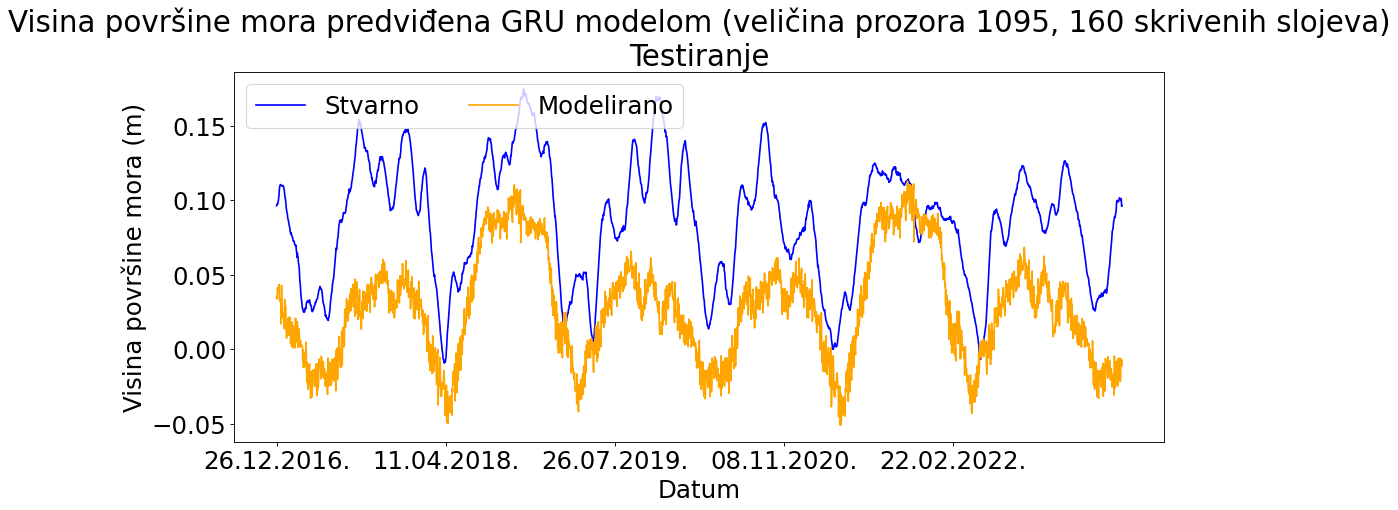 Visina površine mora predviđena GRU modelom (veličina prozora 1095, 160 skrivenih slojeva)
Testiranje
Stvarno
Modelirano
Visina površine mora (m)
0.15
0.10
0.05
0.00
−0.05
26.12.2016.
11.04.2018.
26.07.2019.
08.11.2020.
22.02.2022.
Datum